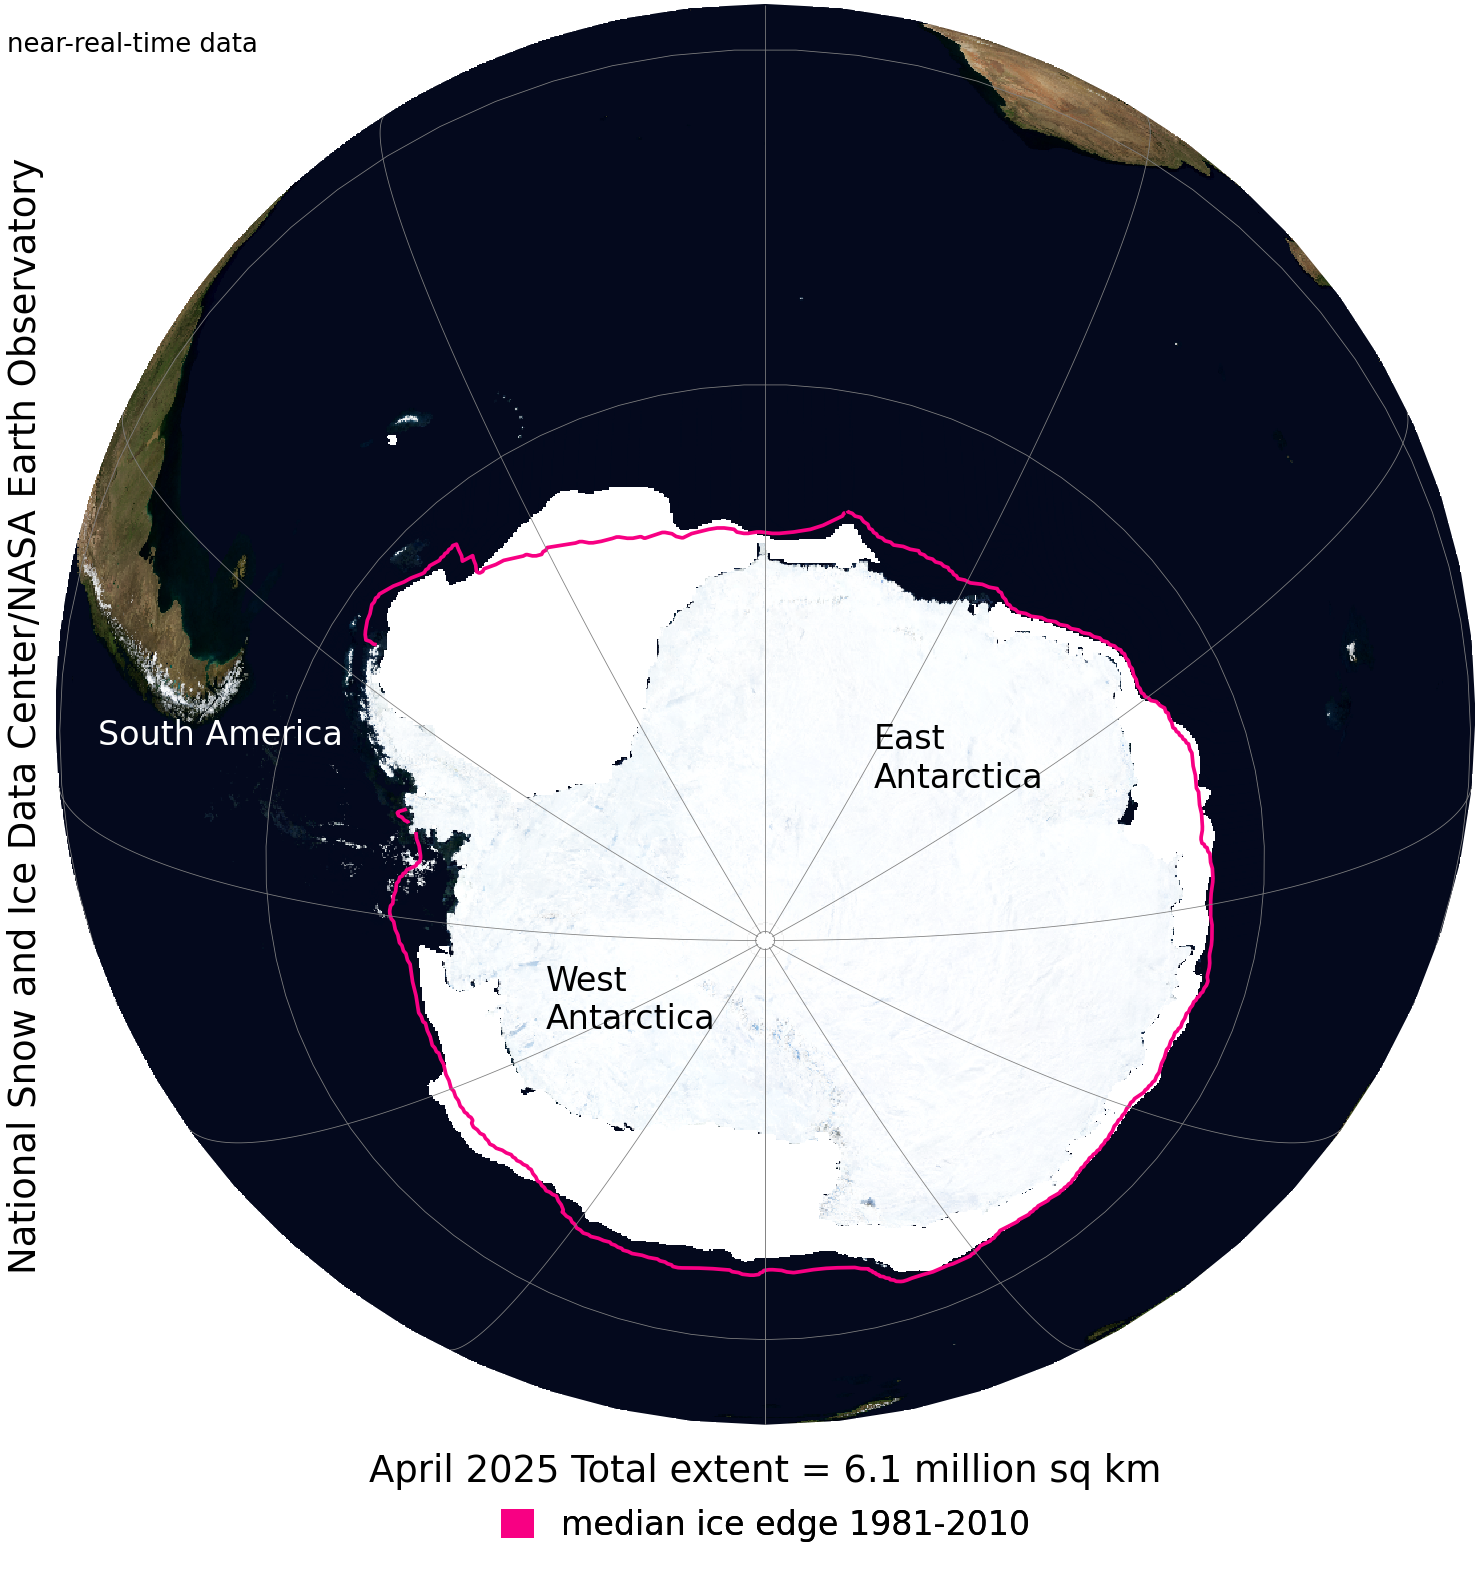 near-real-time data
National Snow and Ice Data Center/NASA Earth Observatory
South America
East
Antarctica
West
Antarctica
April 2025 Total extent = 6.1 million sq km
median ice edge 1981-2010